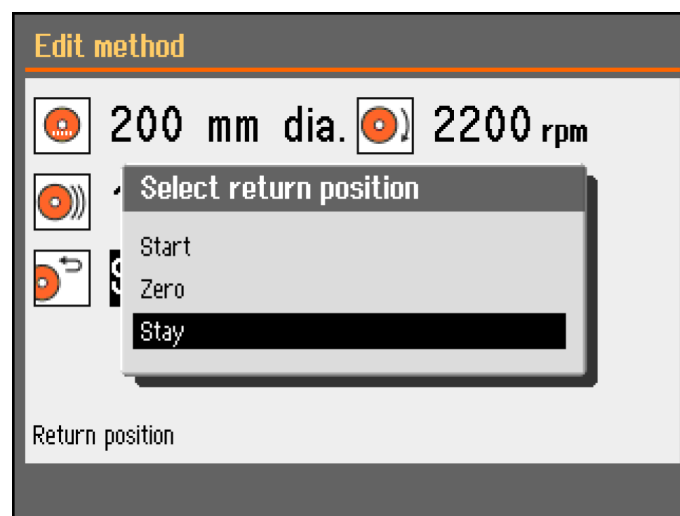 Edit method
200 mm dia. 2200 rpm
Select return position
Start
Zero
Stay
Return position